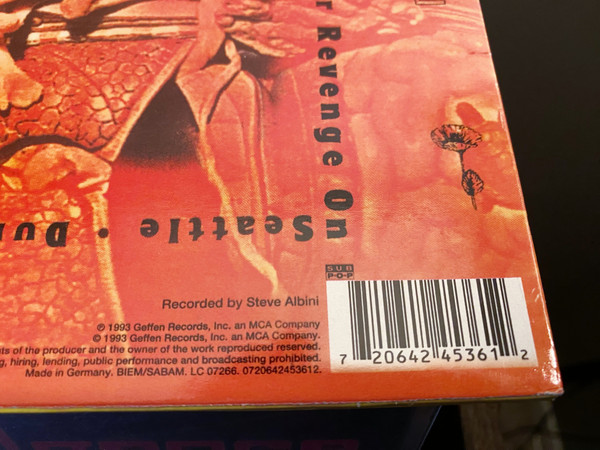 r Revenge On
Seattle • Du
SUB
P•O•P
Recorded by Steve Albini
℗ 1993 Geffen Records, Inc. an MCA Company
© 1993 Geffen Records, Inc. an MCA Company.
ts of the producer and the owner of the work reproduced reserved.
g, hiring, lending, public performance and broadcasting prohibited.
Made in Germany. BIEM/SABAM. LC 07266. 0720642453612.
7 20642 45361 2